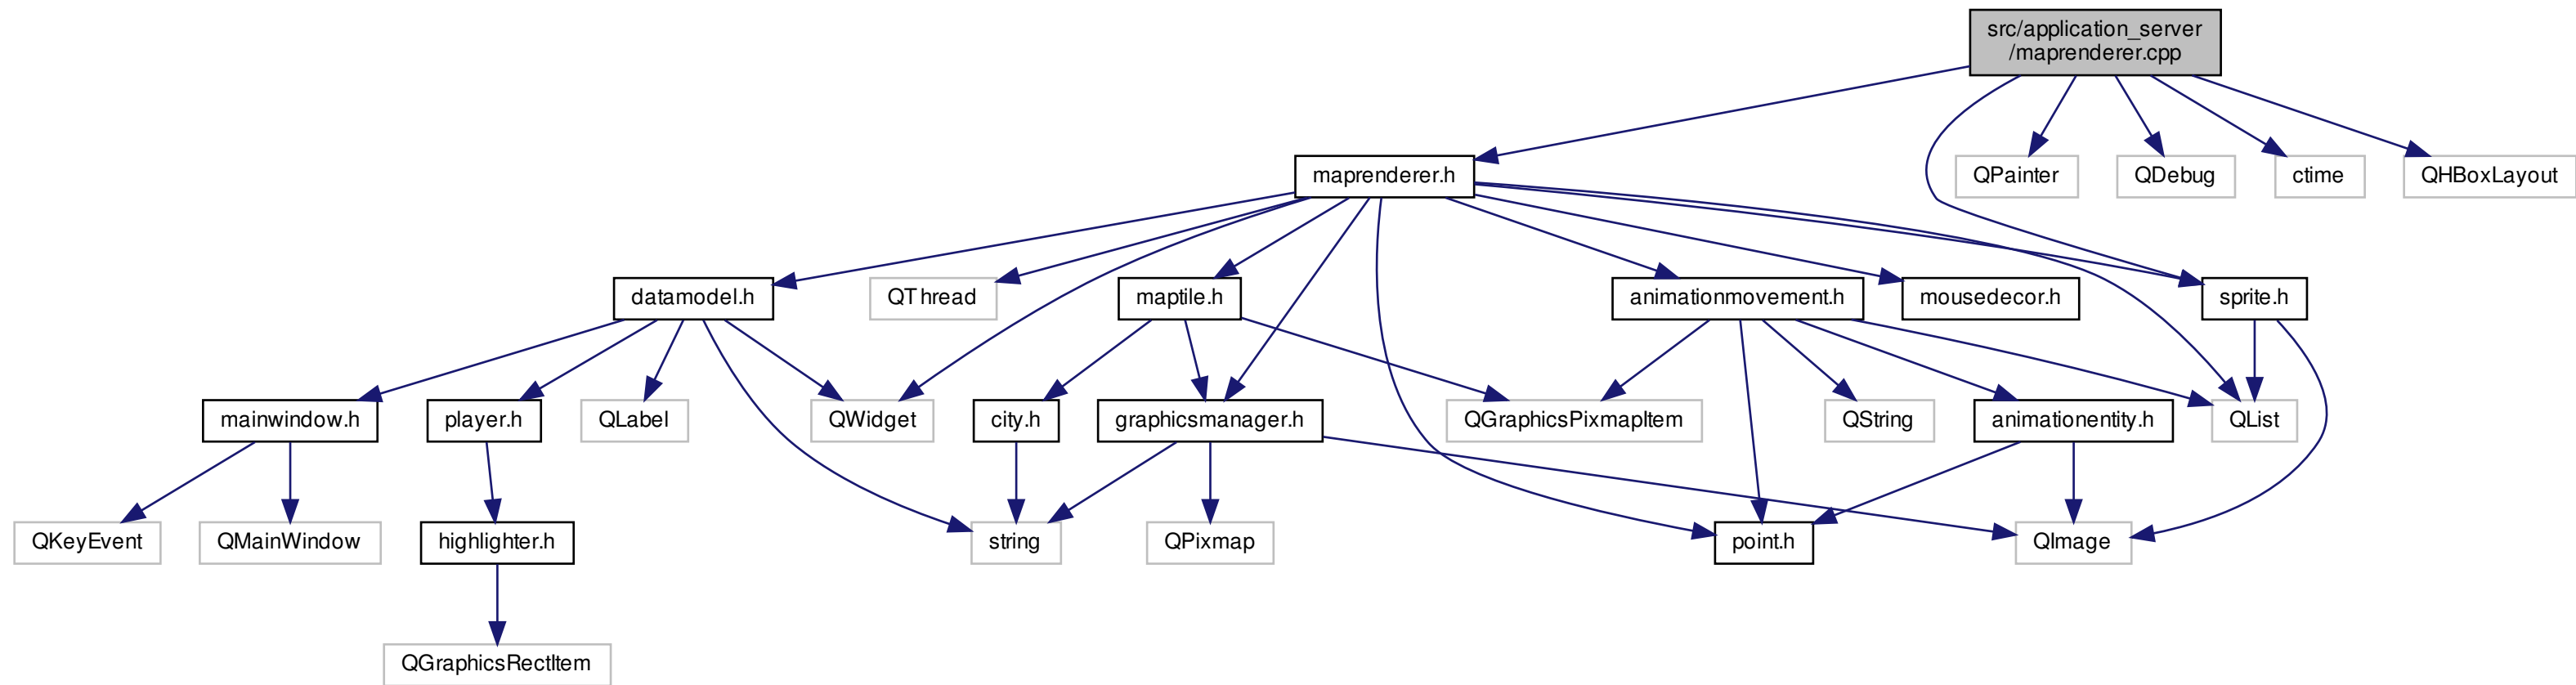 src/application_server
/maprenderer.cpp
maprenderer.h
QPainter
QDebug
ctime
QHBoxLayout
datamodel.h
QThread
maptile.h
animationmovement.h
mousedecor.h
sprite.h
mainwindow.h
player.h
QLabel
QWidget
city.h
graphicsmanager.h
QGraphicsPixmapItem
QString
animationentity.h
QList
QKeyEvent
QMainWindow
highlighter.h
string
QPixmap
point.h
QImage
QGraphicsRectItem